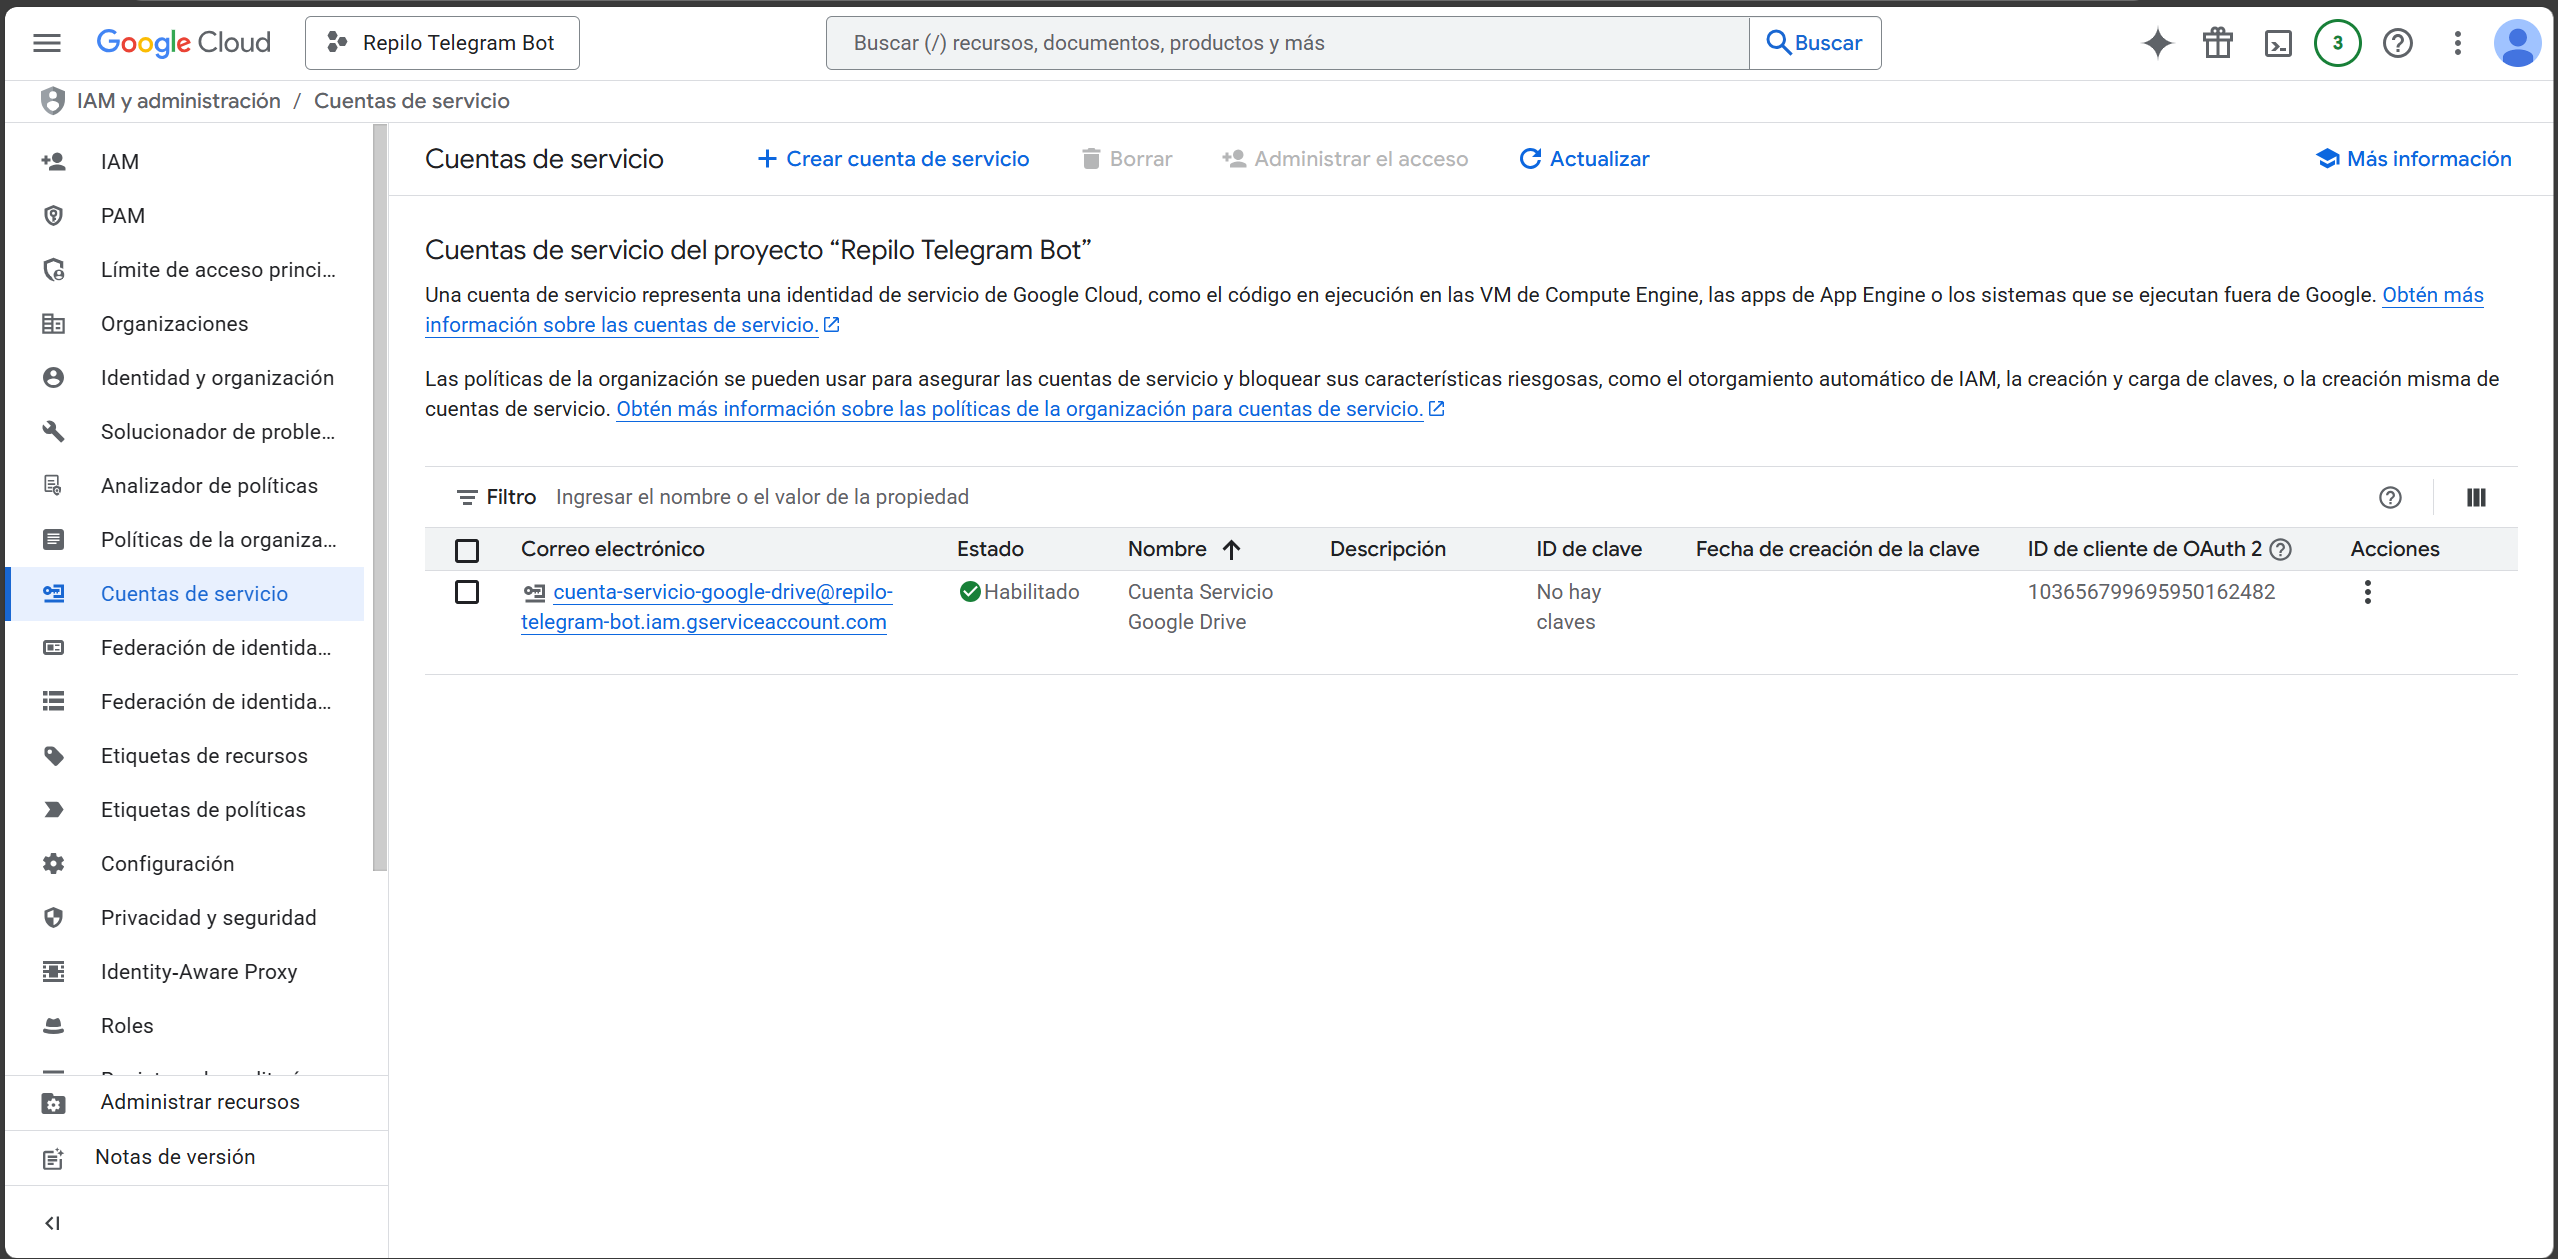 Google Cloud
Repilo Telegram Bot
Buscar (/) recursos, documentos, productos y más
Buscar
3
IAM y administración / Cuentas de servicio
IAM
PAM
Límite de acceso princi...
Organizaciones
Identidad y organización
Solucionador de proble...
Analizador de políticas
Políticas de la organiza...
Cuentas de servicio
Federación de identida...
Federación de identida...
Etiquetas de recursos
Etiquetas de políticas
Configuración
Privacidad y seguridad
Identity-Aware Proxy
Roles
Administrar recursos
Notas de versión
Cuentas de servicio
Crear cuenta de servicio
Borrar
Administrar el acceso
Actualizar
Más información
Cuentas de servicio del proyecto “Repilo Telegram Bot”
Una cuenta de servicio representa una identidad de servicio de Google Cloud, como el código en ejecución en las VM de Compute Engine, las apps de App Engine o los sistemas que se ejecutan fuera de Google. Obtén más
información sobre las cuentas de servicio.
Las políticas de la organización se pueden usar para asegurar las cuentas de servicio y bloquear sus características riesgosas, como el otorgamiento automático de IAM, la creación y carga de claves, o la creación misma de
cuentas de servicio. Obtén más información sobre las políticas de la organización para cuentas de servicio.
Filtro Ingresar el nombre o el valor de la propiedad
Correo electrónico Estado Nombre Descripción ID de clave Fecha de creación de la clave ID de cliente de OAuth 2 Acciones
cuenta-servicio-google-drive@repilo- Habilitado Cuenta Servicio No hay 103656799695950162482
telegram-bot.iam.gserviceaccount.com Google Drive claves